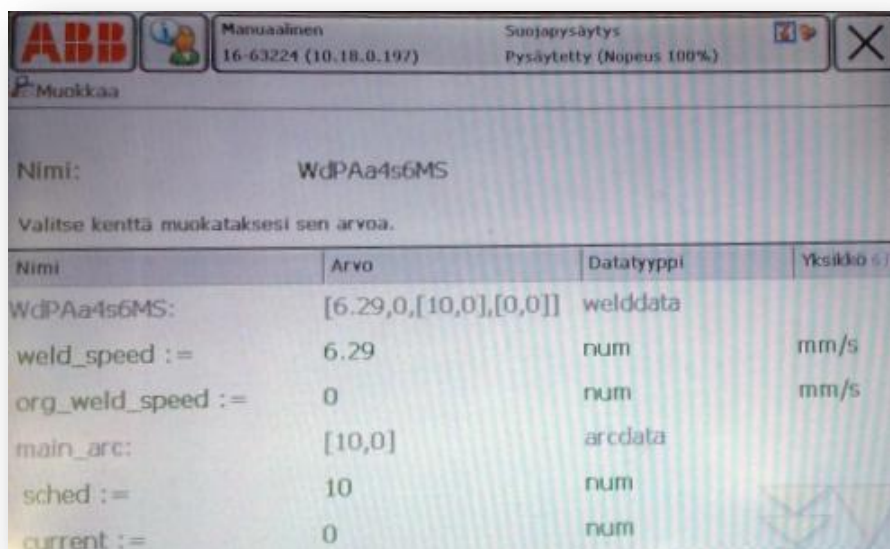 ABB Manuaalinen Suojapysäytys
16-63224 (10.18.0.197) Pysäytetty (Nopeus 100%)
Muokkaa
Nimi: WdPAa4s6MS
Valitse kenttä muokataksesi sen arvoa.
Nimi Arvo Datatyyppi Yksikkö
WdPAa4s6MS: [6.29,0,[10,0],[0,0]] welddata
weld_speed := 6.29 num mm/s
org_weld_speed := 0 num mm/s
main_arc: [10,0] arcdata
sched := 10 num
current := 0 num